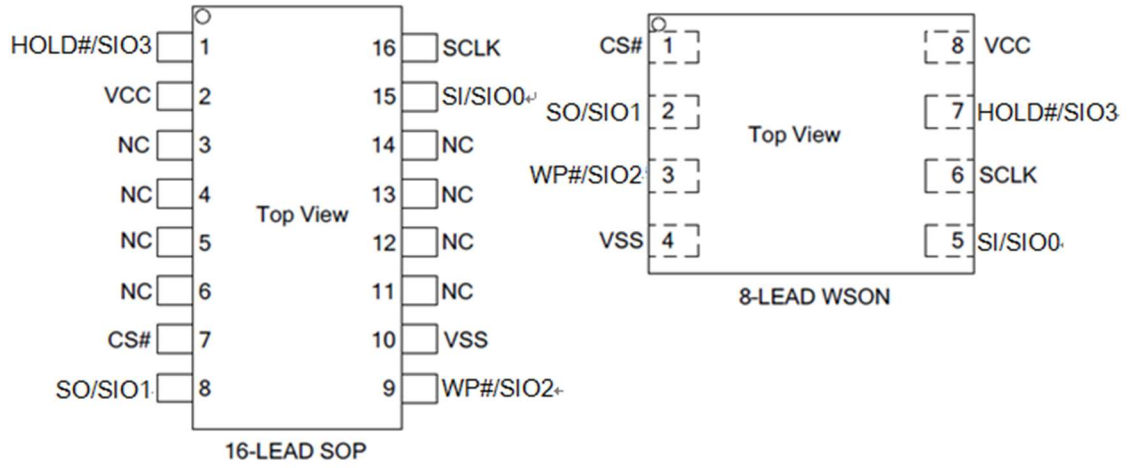 HOLD#/SIO3 1 16 SCLK
VCC 2 15 SI/SIO0
NC 3 14 NC
NC 4 13 NC
Top View
NC 5 12 NC
NC 6 11 NC
CS# 7 10 VSS
SO/SIO1 8 9 WP#/SIO2
16-LEAD SOP
CS# 1 8 VCC
SO/SIO1 2 7 HOLD#/SIO3
Top View
WP#/SIO2 3 6 SCLK
VSS 4 5 SI/SIO0
8-LEAD WSON